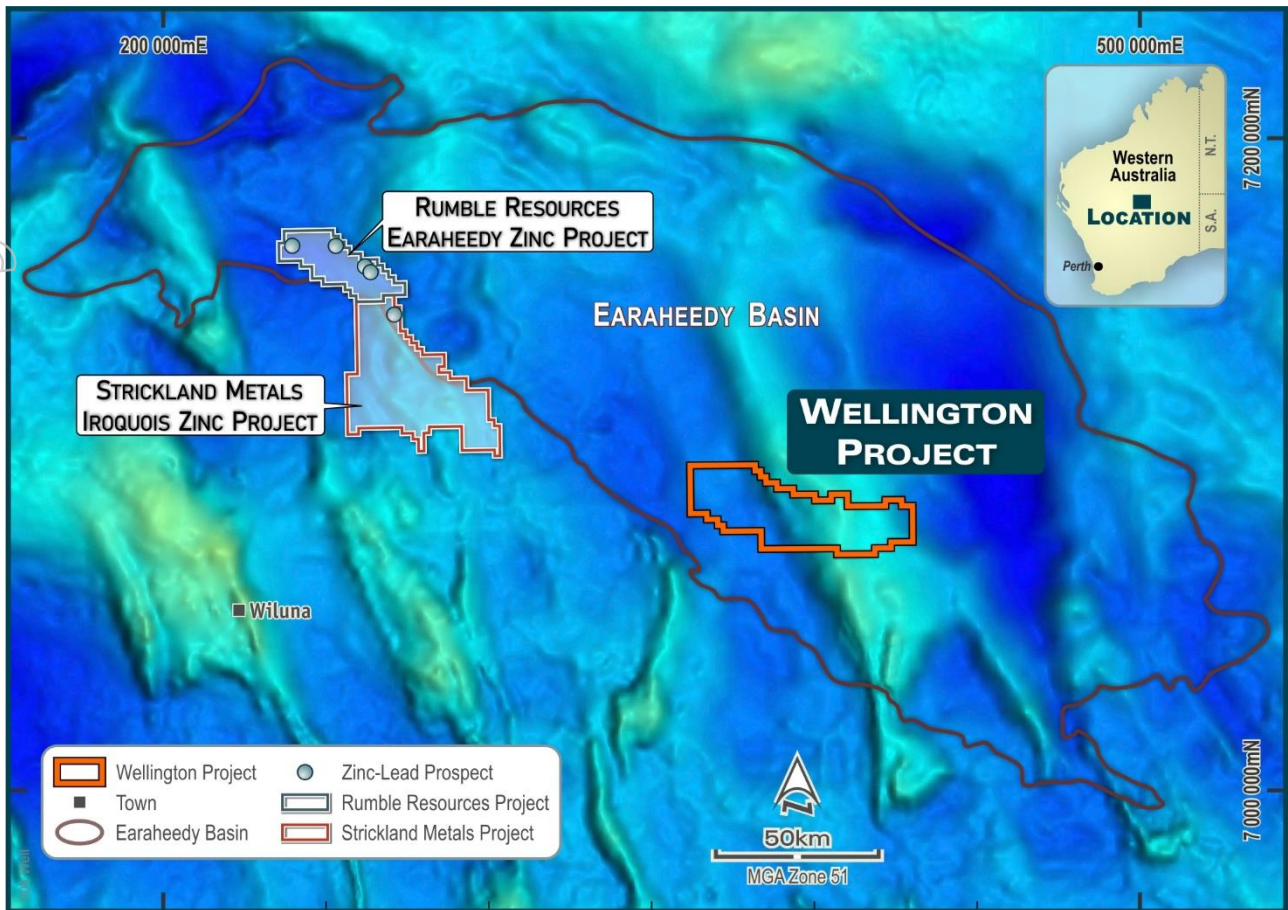 200 000mE
500 000mE
7 200 000mN
Western
Australia
LOCATION
N.T.
S.A.
Perth
RUMBLE RESOURCES
EARAHEEDY ZINC PROJECT
EARAHEEDY BASIN
STRICKLAND METALS
IROQUOIS ZINC PROJECT
WELLINGTON
PROJECT
Wiluna
Wellington Project
Town
Earaheedy Basin
Zinc-Lead Prospect
Rumble Resources Project
Strickland Metals Project
N
50km
MGA Zone 51
7 000 000mN